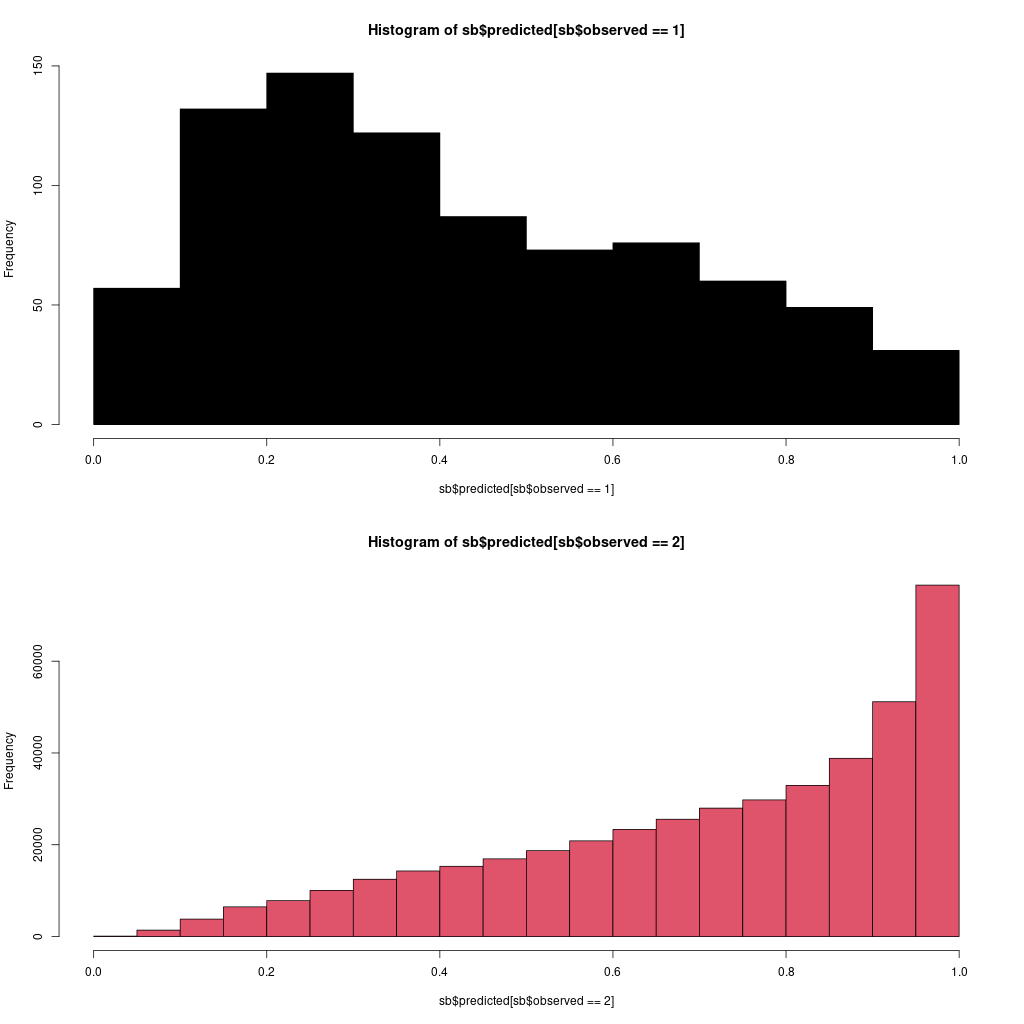 Histogram of sb$predicted[sb$observed == 1]
150
100
50
0
Frequency
0.0 0.2 0.4 0.6 0.8 1.0
sb$predicted[sb$observed == 1]
Histogram of sb$predicted[sb$observed == 2]
60000
40000
20000
0
Frequency
0.0 0.2 0.4 0.6 0.8 1.0
sb$predicted[sb$observed == 2]